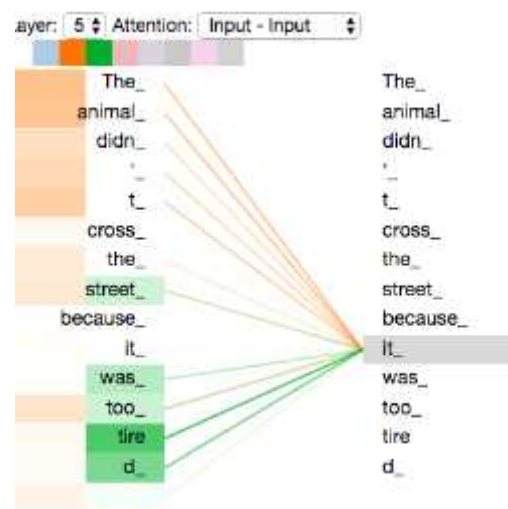 ayer: 5 Attention: Input - Input
The_ The_
animal_ animal_
didn_ didn_
'_ '_
t_ t_
cross_ cross_
the_ the_
street_ street_
because_ because_
it_ it_
was_ was_
too_ too_
tire tire
d_ d_